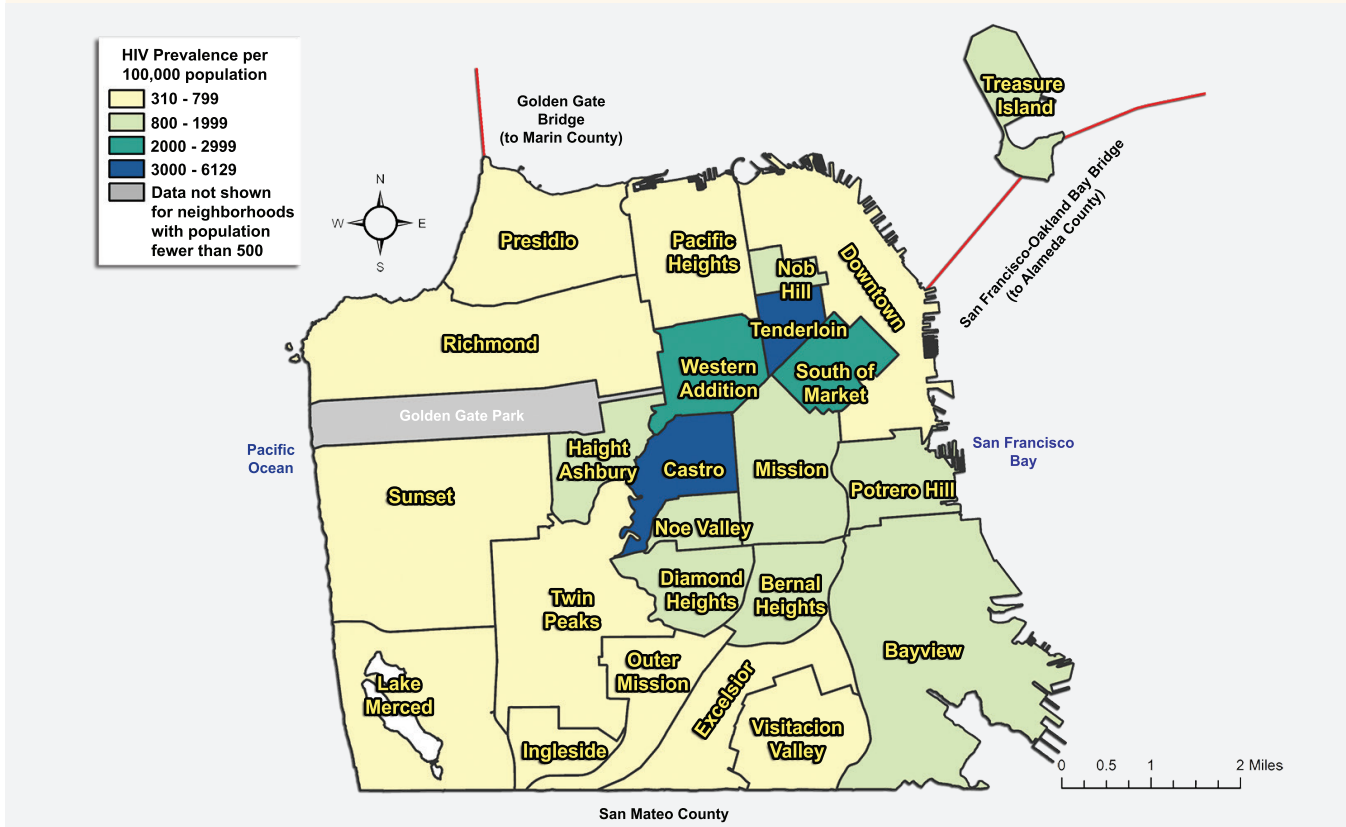 HIV Prevalence per
100,000 population
310 - 799
800 - 1999
2000 - 2999
3000 - 6129
Data not shown
for neighborhoods
with population
fewer than 500
N
W
E
S
Golden Gate
Bridge
(to Marin County)
Treasure
Island
San Francisco-Oakland Bay Bridge
(to Alameda County)
Presidio
Pacific
Heights
Nob
Hill
Downtown
Richmond
Tenderloin
Western
Addition
South of
Market
Golden Gate Park
Pacific
Ocean
San Francisco
Bay
Haight
Ashbury
Castro
Mission
Potrero Hill
Sunset
Noe Valley
Diamond
Heights
Bernal
Heights
Twin
Peaks
Bayview
Outer
Mission
Excelsior
Lake
Merced
Ingleside
Visitacion
Valley
0 0.5 1 2 Miles
San Mateo County